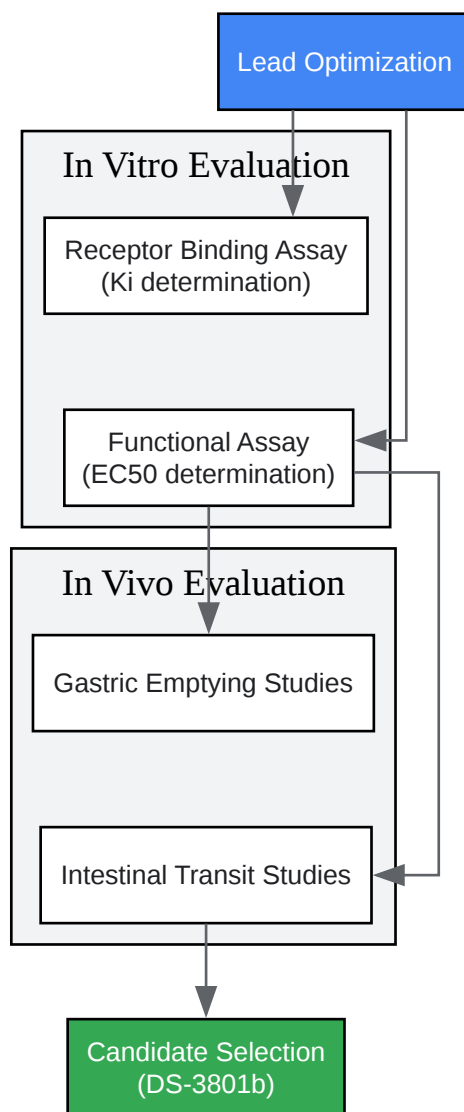 Lead Optimization
In Vitro Evaluation
Receptor Binding Assay
(Ki determination)
Functional Assay
(EC50 determination)
In Vivo Evaluation
Gastric Emptying Studies
Intestinal Transit Studies
Candidate Selection
(DS-3801b)